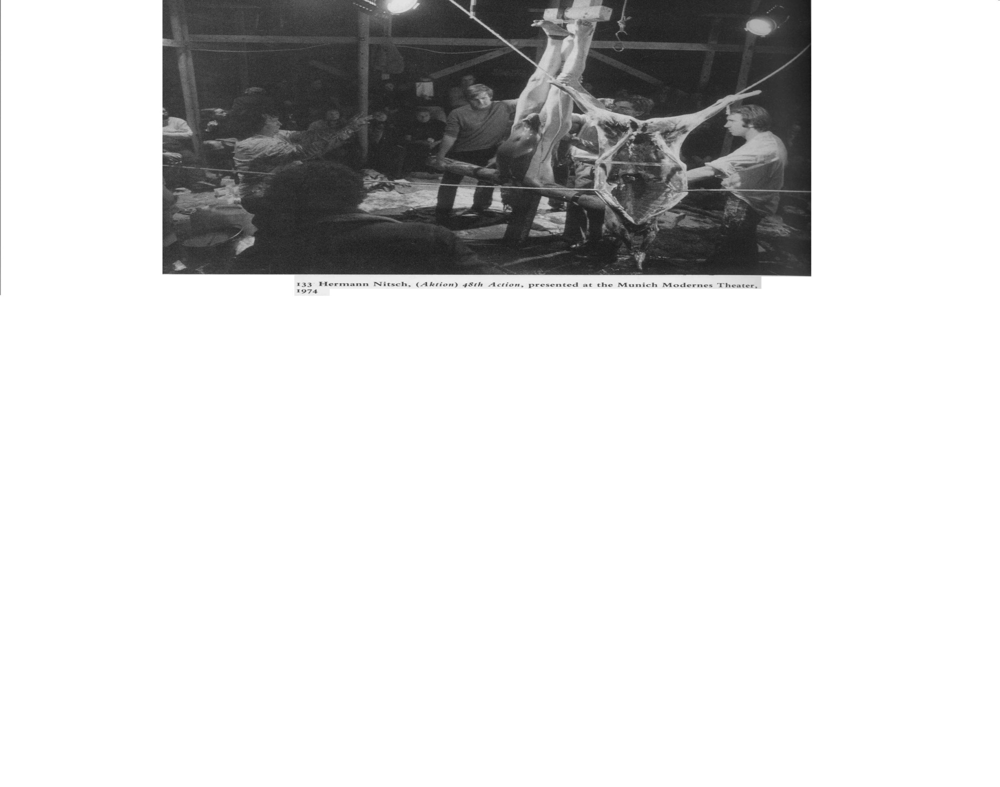 133 Hermann Nitsch, (Aktion) 48th Action, presented at the Munich Modernes Theater,
1974